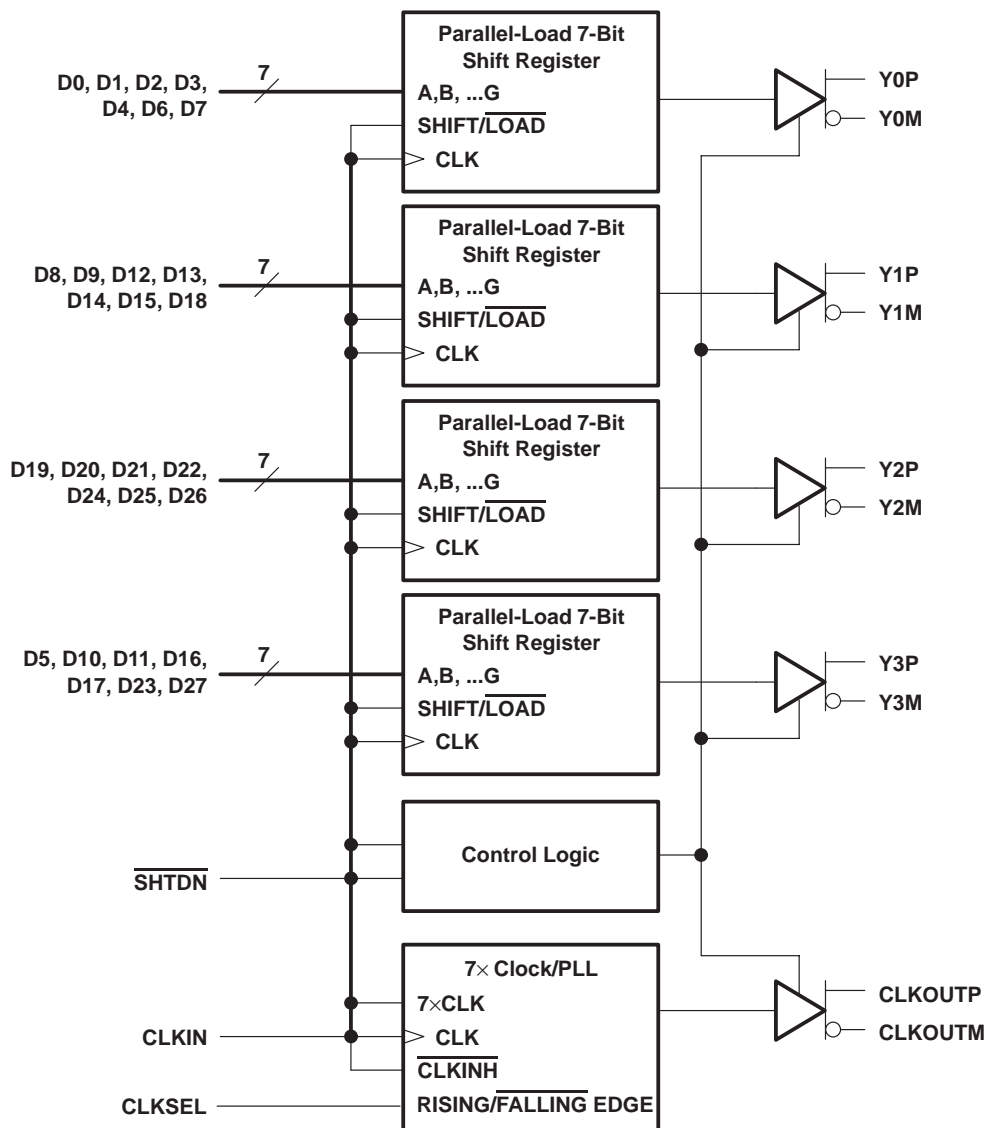 Parallel-Load 7-Bit
Shift Register
D0, D1, D2, D3,
D4, D6, D7
7
A,B, ...G
SHIFT/LOAD
CLK
Y0P
Y0M
Parallel-Load 7-Bit
Shift Register
D8, D9, D12, D13,
D14, D15, D18
7
A,B, ...G
SHIFT/LOAD
CLK
Y1P
Y1M
Parallel-Load 7-Bit
Shift Register
D19, D20, D21, D22,
D24, D25, D26
7
A,B, ...G
SHIFT/LOAD
CLK
Y2P
Y2M
Parallel-Load 7-Bit
Shift Register
D5, D10, D11, D16,
D17, D23, D27
7
A,B, ...G
SHIFT/LOAD
CLK
Y3P
Y3M
Control Logic
SHTDN
7× Clock/PLL
7×CLK
CLKIN
CLK
CLKINH
CLKSEL
RISING/FALLING EDGE
CLKOUTP
CLKOUTM